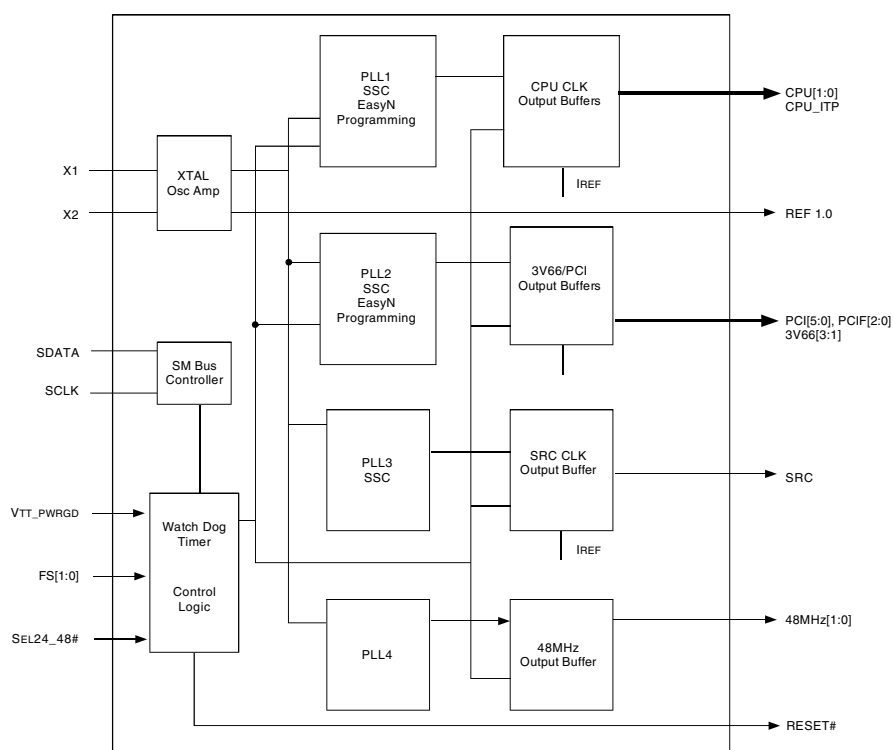 PLL1
SSC
EasyN
Programming
CPU CLK
Output Buffers
CPU[1:0]
CPU_ITP
X1
XTAL
Osc Amp
IREF
X2
REF 1.0
PLL2
SSC
EasyN
Programming
3V66/PCI
Output Buffers
PCI[5:0], PCIF[2:0]
3V66[3:1]
SDATA
SM Bus
Controller
SCLK
PLL3
SSC
SRC CLK
Output Buffer
SRC
VTT_PWRGD
Watch Dog
Timer
IREF
FS[1:0]
Control
Logic
SEL24_48#
PLL4
48MHz
Output Buffer
48MHz[1:0]
RESET#